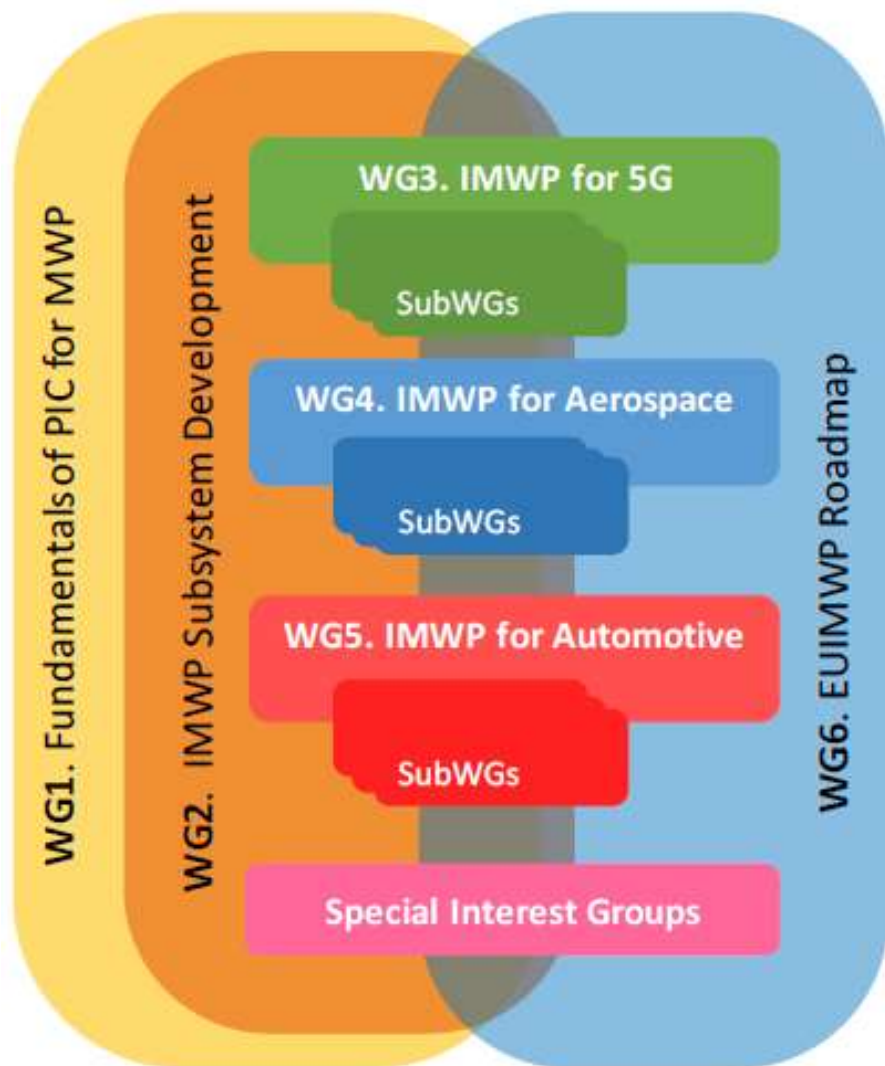 WG1. Fundamentals of PIC for MWP
WG2. IMWP Subsystem Development
WG3. IMWP for 5G
SubWGs
WG4. IMWP for Aerospace
SubWGs
WG5. IMWP for Automotive
SubWGs
Special Interest Groups
WG6. EUIMWP Roadmap